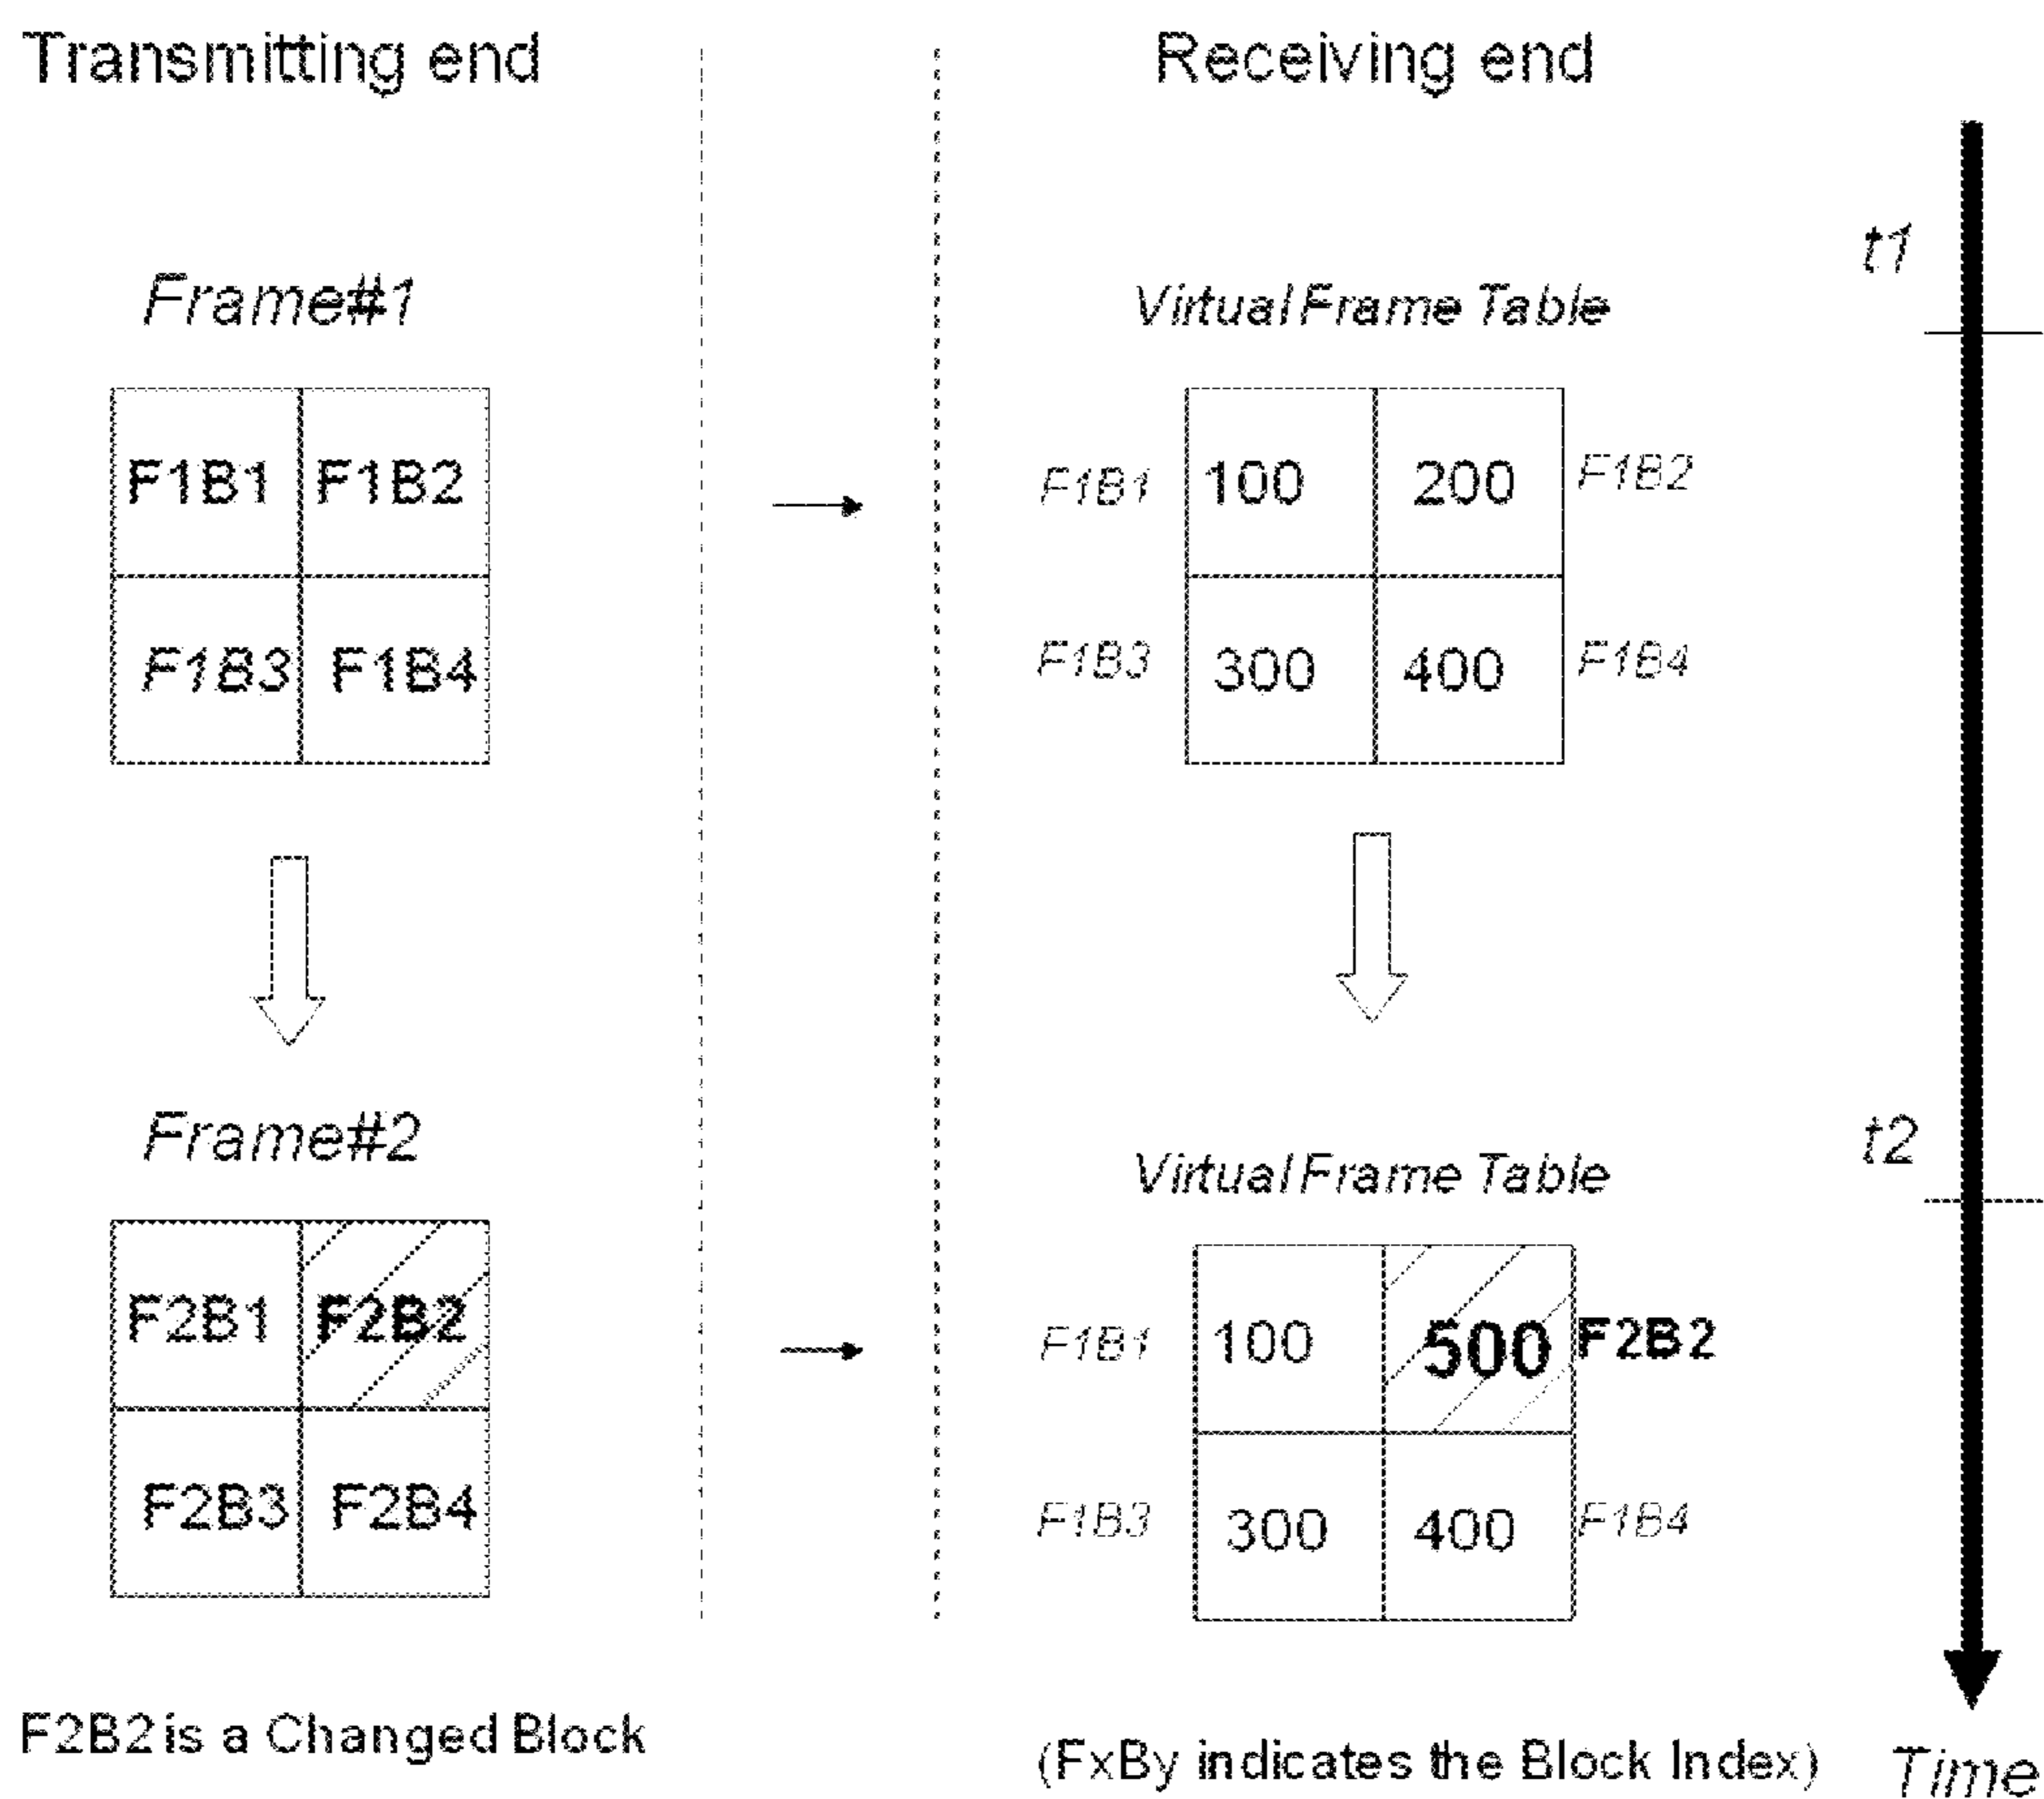 Transmitting end
Receiving end
t1
Frame#1
Virtual Frame Table
F1B1 F1B2
F1B1 100 200 F1B2
F1B3 F1B4
F1B3 300 400 F1B4
t2
Frame#2
Virtual Frame Table
F2B1 F2B2
F1B1 100 500 F2B2
F2B3 F2B4
F1B3 300 400 F1B4
F2B2 is a Changed Block
(FxBy indicates the Block Index)
Time